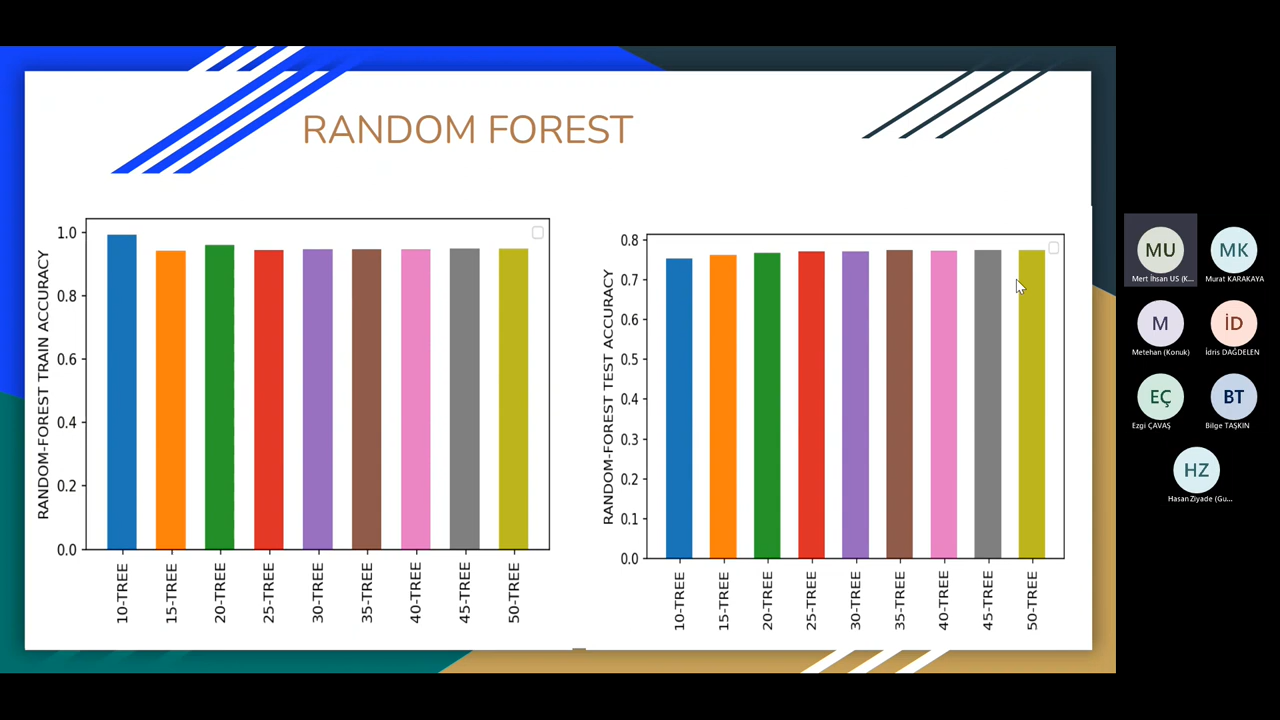 RANDOM FOREST
RANDOM-FOREST TRAIN ACCURACY
1.0
0.8
0.6
0.4
0.2
0.0
10-TREE
15-TREE
20-TREE
25-TREE
30-TREE
35-TREE
40-TREE
45-TREE
50-TREE
RANDOM-FOREST TEST ACCURACY
0.8
0.7
0.6
0.5
0.4
0.3
0.2
0.1
0.0
10-TREE
15-TREE
20-TREE
25-TREE
30-TREE
35-TREE
40-TREE
45-TREE
50-TREE
MU
Mert İhsan US (K...
MK
Murat KARAKAYA
M
Metehan (Konuk)
İD
İdris DAĞDELEN
EÇ
Ezgi ÇAVAŞ
BT
Bilge TAŞKIN
HZ
Hasan Ziyade (Gu...